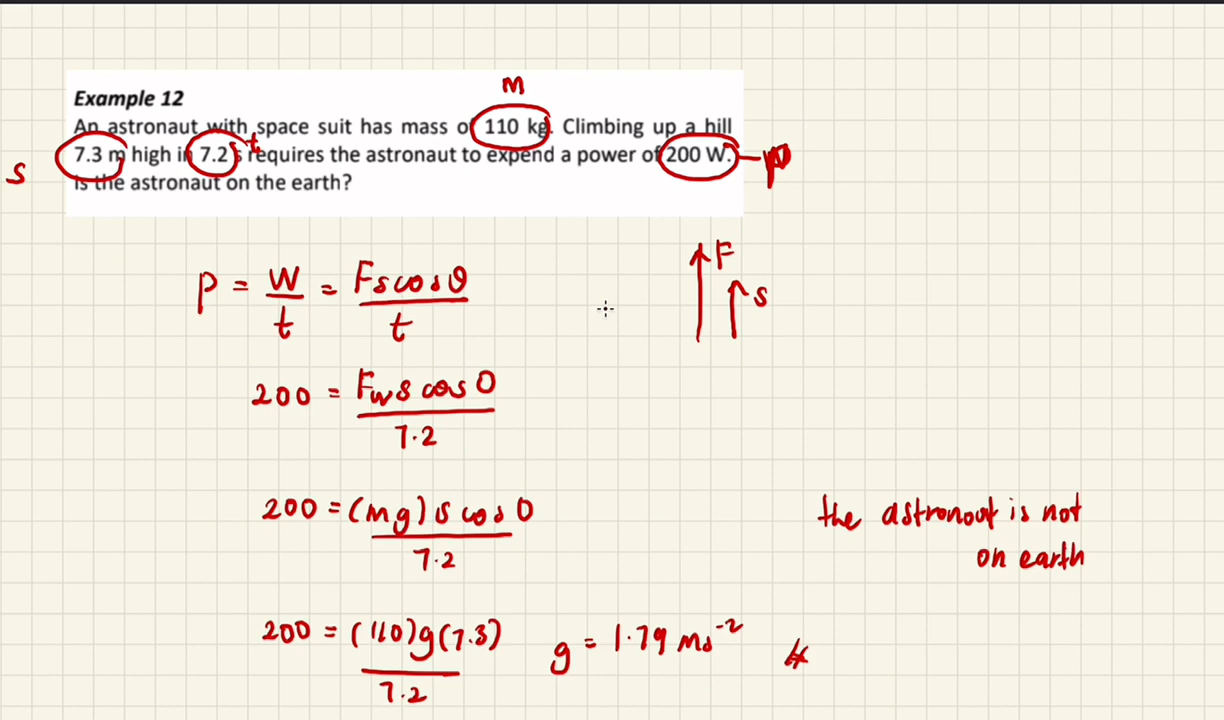 Example 12
m
An astronaut with space suit has mass of 110 kg. Climbing up a hill
s 7.3 m high in 7.2 s t requires the astronaut to expend a power of 200 W. - P
Is the astronaut on the earth?
P = W/t = Fs cos θ/t
F
s
200 = Fw s cos 0/7.2
200 = (mg) s cos 0/7.2
the astronaut is not
on earth
200 = (110)g(7.3)/7.2
g = 1.79 ms⁻²